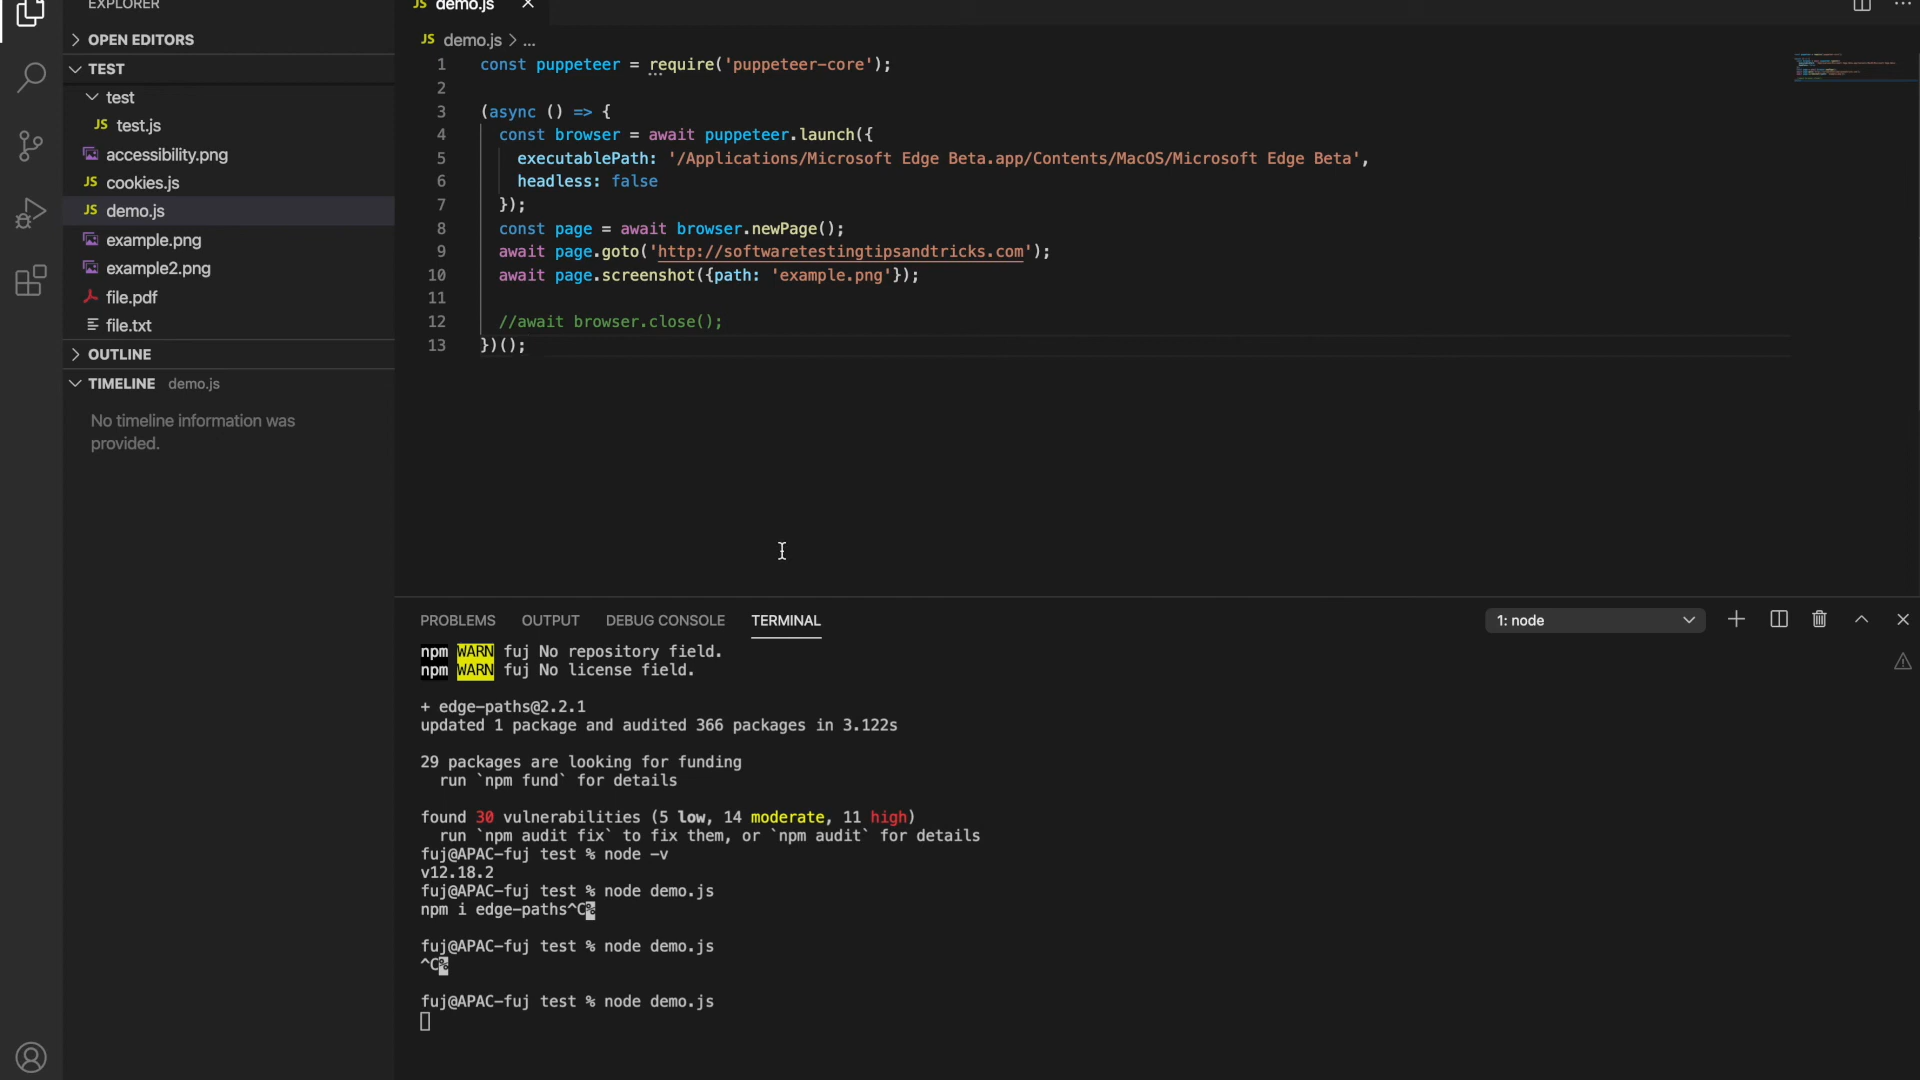 EXPLORER
OPEN EDITORS
TEST
test
JS test.js
accessibility.png
JS cookies.js
JS demo.js
example.png
example2.png
file.pdf
file.txt
OUTLINE
TIMELINE demo.js
No timeline information was
provided.
JS demo.js ×
JS demo.js > ...
1 const puppeteer = require('puppeteer-core');
2
3 (async () => {
4 const browser = await puppeteer.launch({
5 executablePath: '/Applications/Microsoft Edge Beta.app/Contents/MacOS/Microsoft Edge Beta',
6 headless: false
7 });
8 const page = await browser.newPage();
9 await page.goto('http://softwaretestingtipsandtricks.com');
10 await page.screenshot({path: 'example.png'});
11
12 //await browser.close();
13 })();
PROBLEMS OUTPUT DEBUG CONSOLE TERMINAL 1: node
npm WARN fuj No repository field.
npm WARN fuj No license field.
+ edge-paths@2.2.1
updated 1 package and audited 366 packages in 3.122s
29 packages are looking for funding
run `npm fund` for details
found 30 vulnerabilities (5 low, 14 moderate, 11 high)
run `npm audit fix` to fix them, or `npm audit` for details
fuj@APAC-fuj test % node -v
v12.18.2
fuj@APAC-fuj test % node demo.js
npm i edge-paths^C%
fuj@APAC-fuj test % node demo.js
^C%
fuj@APAC-fuj test % node demo.js